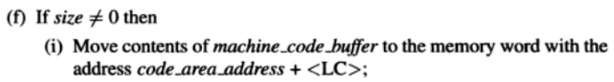 (f) If size ≠ 0 then
(i) Move contents of machine_code_buffer to the memory word with the
address code_area_address + <LC>;